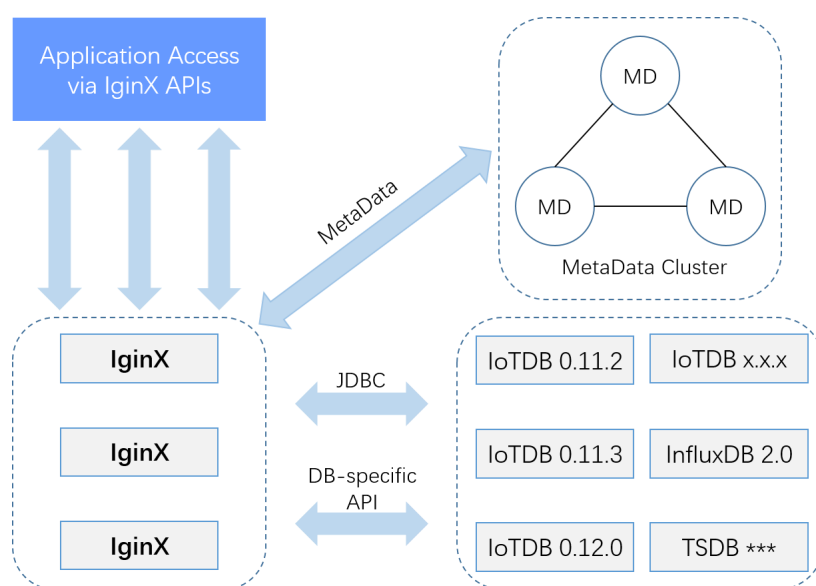 Application Access
via IginX APIs
MD
MD
MD
MetaData Cluster
MetaData
IginX
IginX
IginX
JDBC
DB-specific
API
IoTDB 0.11.2
IoTDB x.x.x
IoTDB 0.11.3
InfluxDB 2.0
IoTDB 0.12.0
TSDB ***